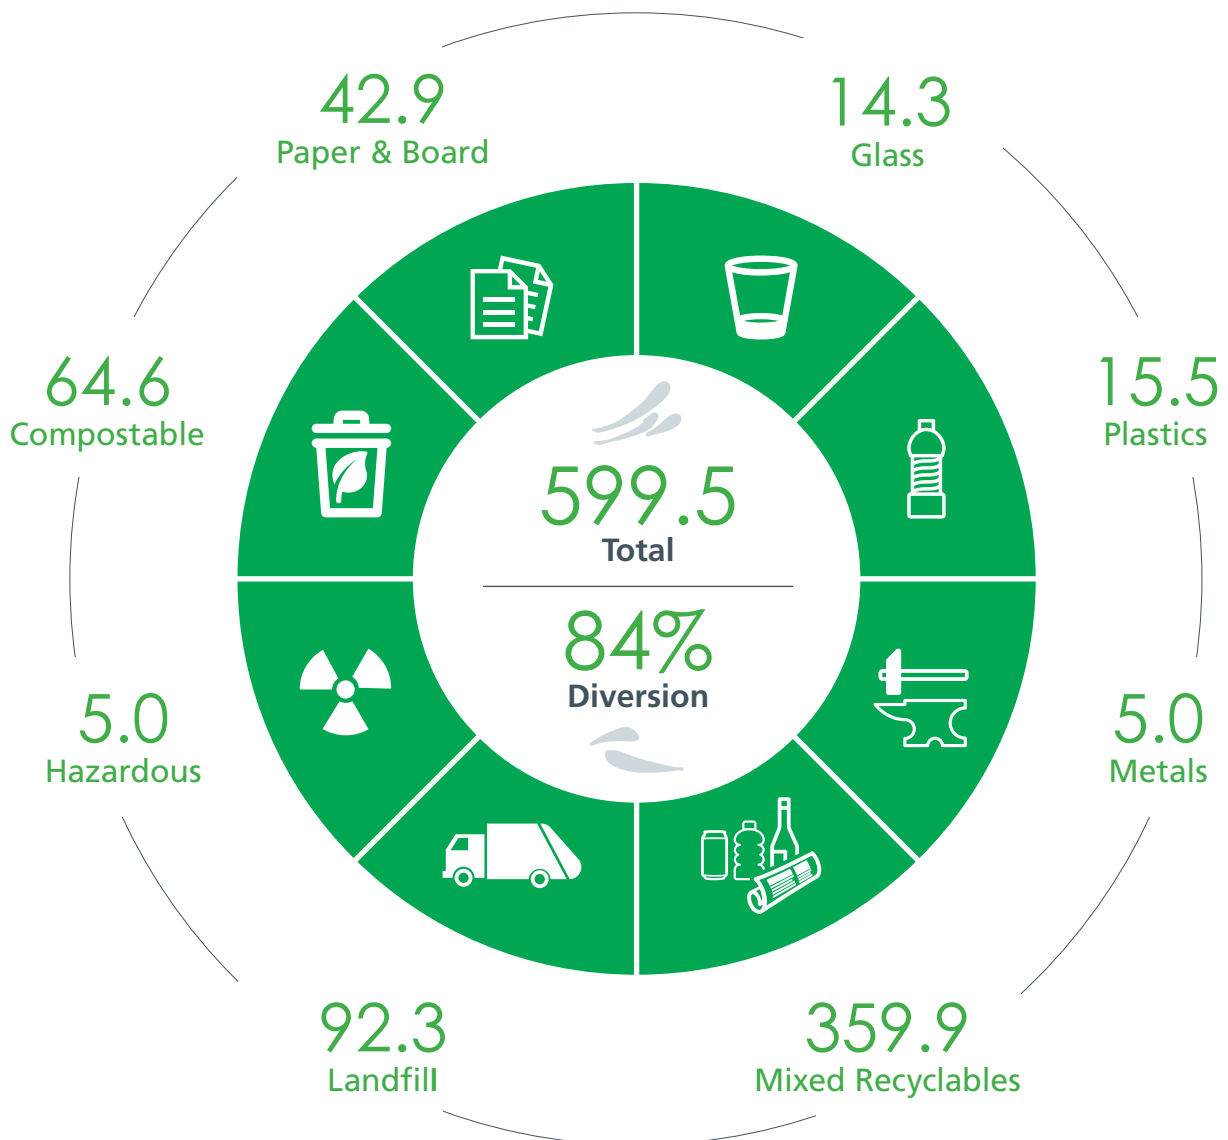 42.9
Paper & Board
14.3
Glass
64.6
Compostable
15.5
Plastics
599.5
Total
84%
Diversion
5.0
Hazardous
5.0
Metals
92.3
Landfill
359.9
Mixed Recyclables